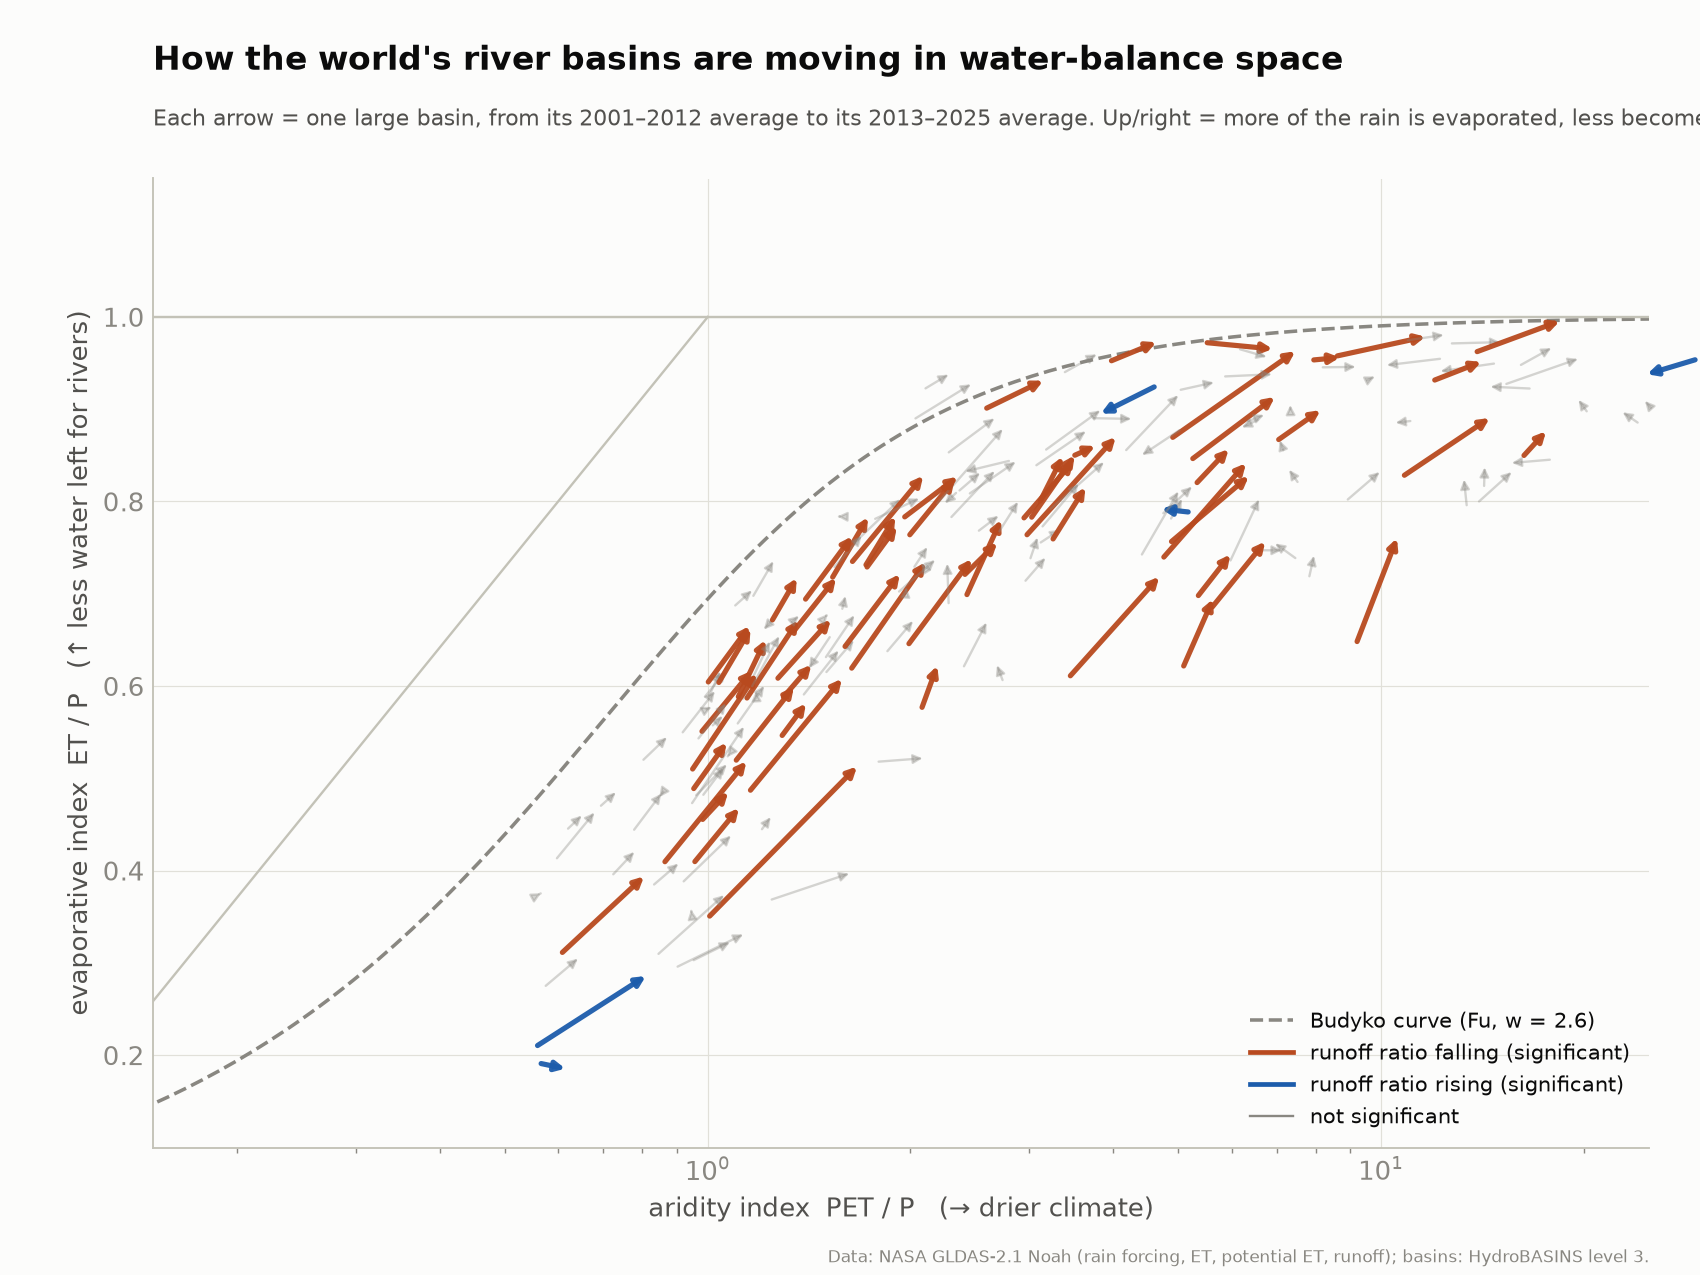 How the world's river basins are moving in water-balance space
Each arrow = one large basin, from its 2001–2012 average to its 2013–2025 average. Up/right = more of the rain is evaporated, less become
evaporative index ET / P (↑ less water left for rivers)
1.0
0.8
0.6
0.4
0.2
Budyko curve (Fu, w = 2.6)
runoff ratio falling (significant)
runoff ratio rising (significant)
not significant
10⁰
10¹
aridity index PET / P (→ drier climate)
Data: NASA GLDAS-2.1 Noah (rain forcing, ET, potential ET, runoff); basins: HydroBASINS level 3.